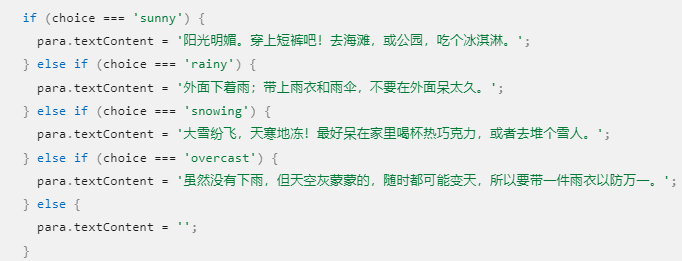 if (choice === 'sunny') {
  para.textContent = '阳光明媚。穿上短裤吧！去海滩，或公园，吃个冰淇淋。';
} else if (choice === 'rainy') {
  para.textContent = '外面下着雨；带上雨衣和雨伞，不要在外面呆太久。';
} else if (choice === 'snowing') {
  para.textContent = '大雪纷飞，天寒地冻！最好呆在家里喝杯热巧克力，或者去堆个雪人。';
} else if (choice === 'overcast') {
  para.textContent = '虽然没有下雨，但天空灰蒙蒙的，随时都可能变天，所以要带一件雨衣以防万一。';
} else {
  para.textContent = '';
}